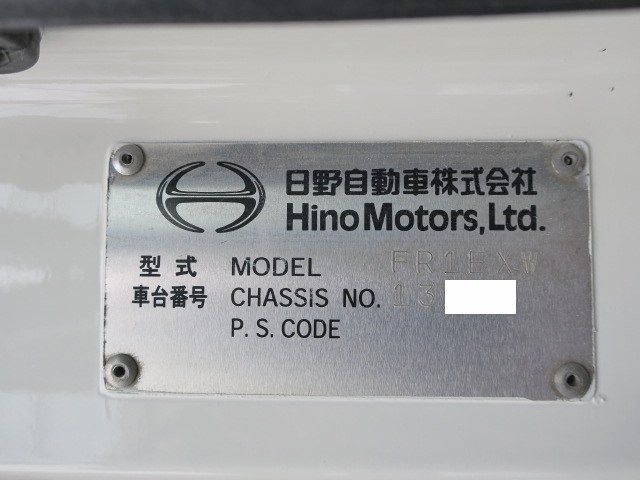 日野自動車株式会社
Hino Motors, Ltd.
型式 MODEL FR1EXW
車台番号 CHASSIS NO. 13
P. S. CODE